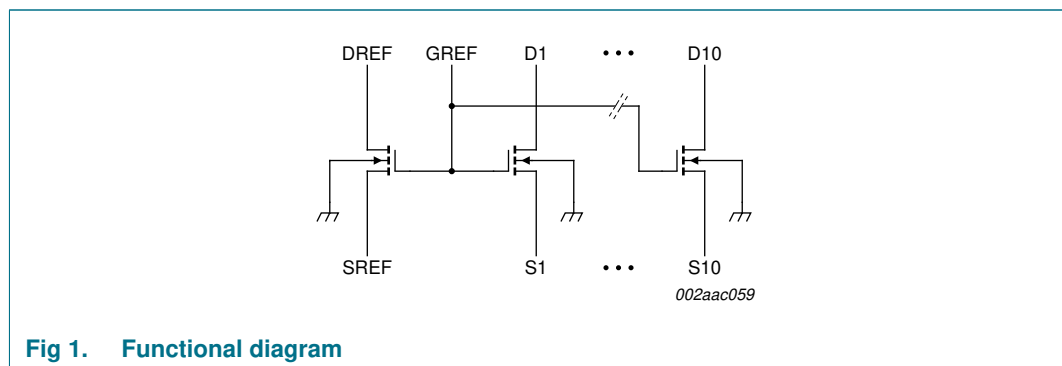 DREF GREF D1 ••• D10
SREF S1 ••• S10
002aac059
Fig 1. Functional diagram